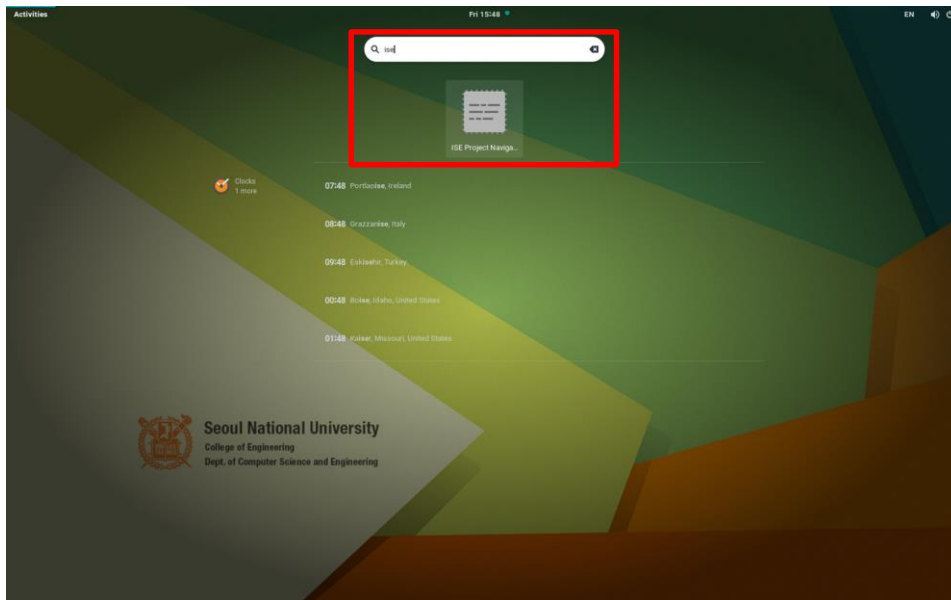 Activities
Fri 15:48
EN
ise
ISE Project Naviga...
Clocks
1 more
07:48 Portlaoise, Ireland
08:48 Grazzanise, Italy
09:48 Eskisehir, Turkey
00:48 Boise, Idaho, United States
01:48 Kaiser, Missouri, United States
Seoul National University
College of Engineering
Dept. of Computer Science and Engineering